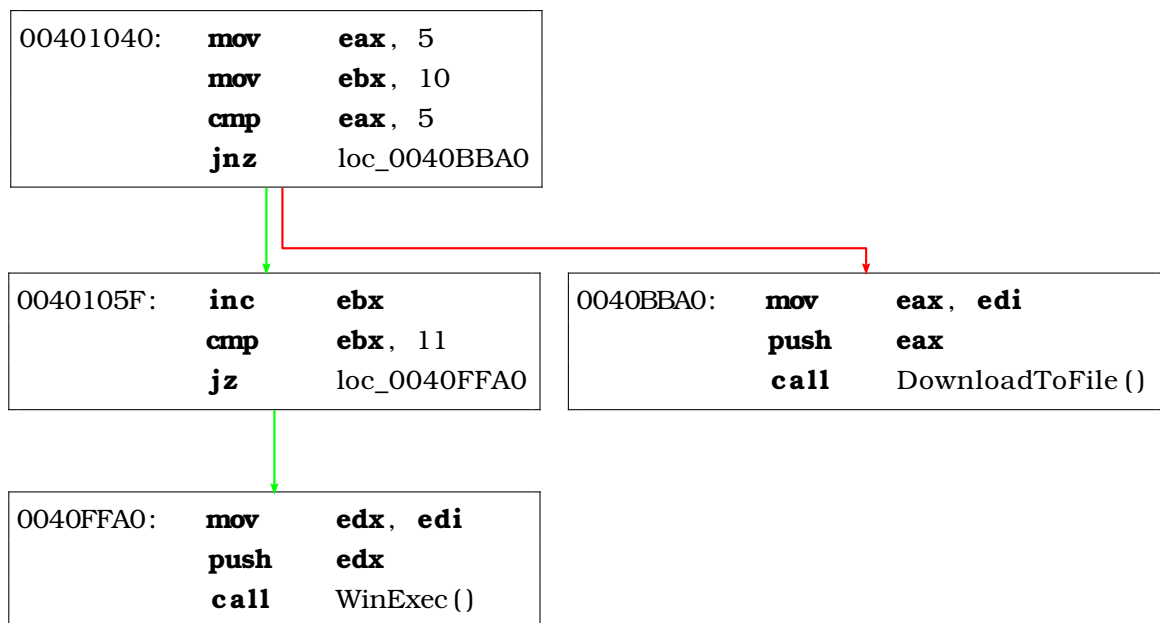 00401040: mov eax, 5
mov ebx, 10
cmp eax, 5
jnz loc_0040BBA0
0040105F: inc ebx
cmp ebx, 11
jz loc_0040FFA0
0040BBA0: mov eax, edi
push eax
call DownloadToFile()
0040FFA0: mov edx, edi
push edx
call WinExec()